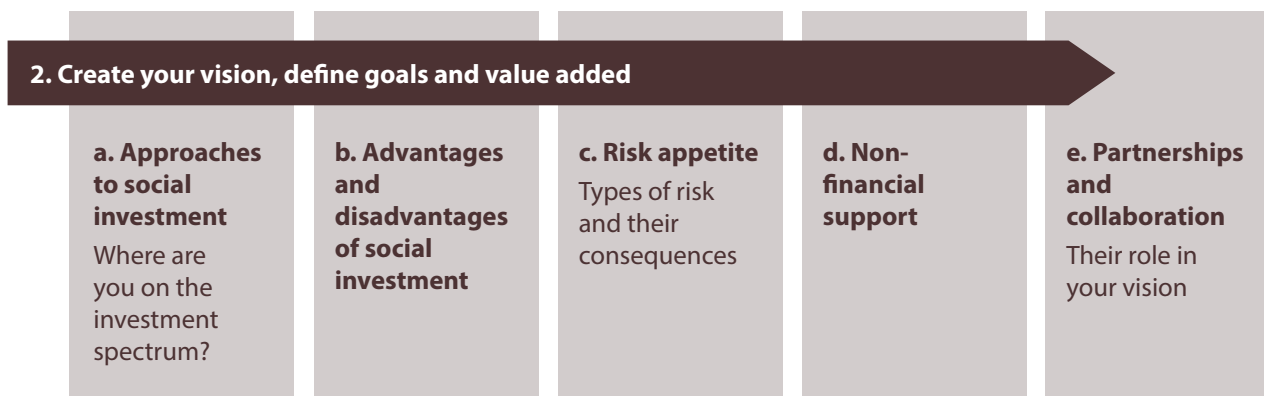 2. Create your vision, define goals and value added
a. Approaches
to social
investment
Where are
you on the
investment
spectrum?
b. Advantages
and
disadvantages
of social
investment
c. Risk appetite
Types of risk
and their
consequences
d. Non-
financial
support
e. Partnerships
and
collaboration
Their role in
your vision